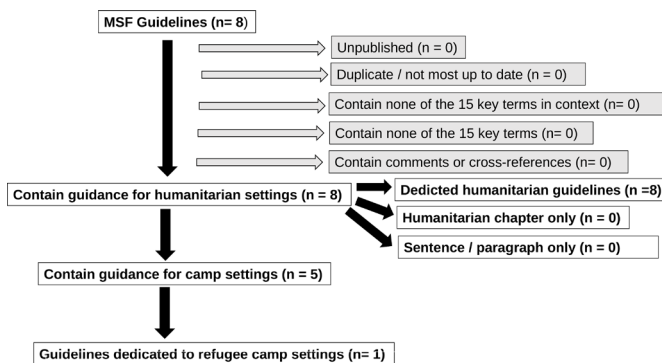 MSF Guidelines (n= 8)
Unpublished (n = 0)
Duplicate / not most up to date (n = 0)
Contain none of the 15 key terms in context (n= 0)
Contain none of the 15 key terms (n= 0)
Contain comments or cross-references (n= 0)
Contain guidance for humanitarian settings (n = 8)
Dedicted humanitarian guidelines (n =8)
Humanitarian chapter only (n = 0)
Sentence / paragraph only (n = 0)
Contain guidance for camp settings (n = 5)
Guidelines dedicated to refugee camp settings (n= 1)